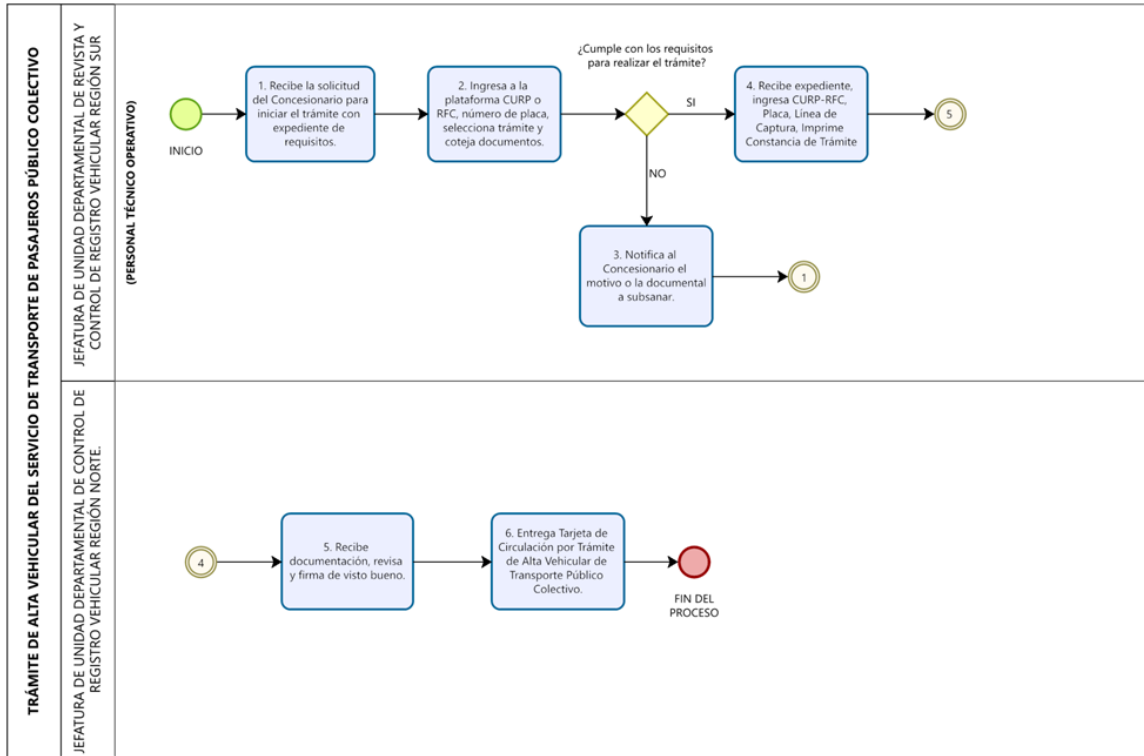 TRÁMITE DE ALTA VEHICULAR DEL SERVICIO DE TRANSPORTE DE PASAJEROS PÚBLICO COLECTIVO
JEFATURA DE UNIDAD DEPARTAMENTAL DE REVISTA Y
CONTROL DE REGISTRO VEHICULAR REGIÓN SUR
(PERSONAL TÉCNICO OPERATIVO)
INICIO
1. Recibe la solicitud
del Concesionario para
iniciar el trámite con
expediente de
requisitos.
2. Ingresa a la
plataforma CURP o
RFC, número de placa,
selecciona trámite y
coteja documentos.
¿Cumple con los requisitos
para realizar el trámite?
SI
4. Recibe expediente,
ingresa CURP-RFC,
Placa, Línea de
Captura, Imprime
Constancia de Trámite
5
NO
3. Notifica al
Concesionario el
motivo o la documental
a subsanar.
1
JEFATURA DE UNIDAD DEPARTAMENTAL DE CONTROL DE
REGISTRO VEHICULAR REGIÓN NORTE.
4
5. Recibe
documentación, revisa
y firma de visto bueno.
6. Entrega Tarjeta de
Circulación por Trámite
de Alta Vehicular de
Transporte Público
Colectivo.
FIN DEL
PROCESO